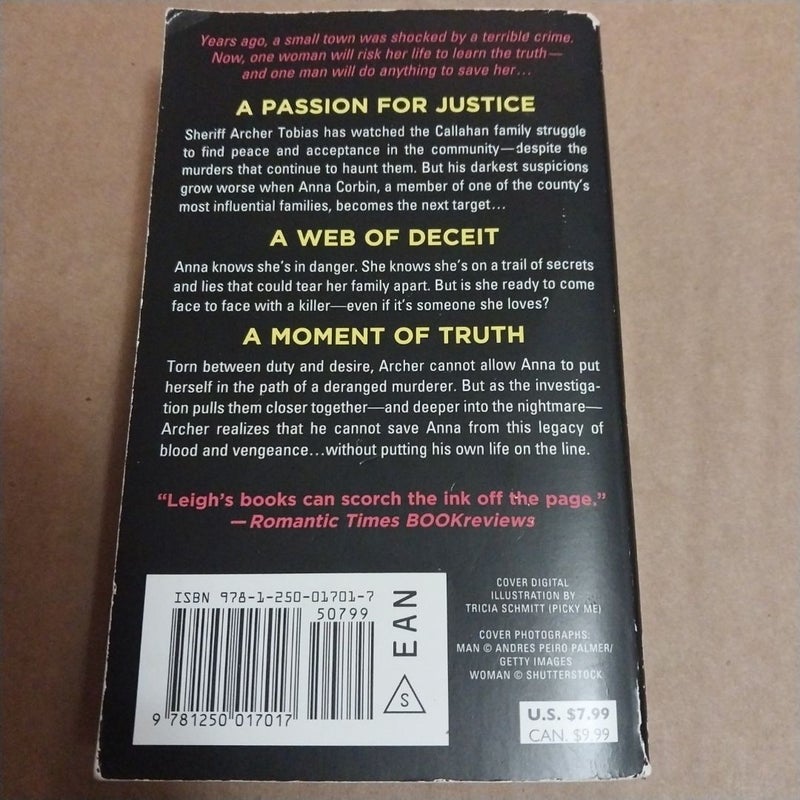 Years ago, a small town was shocked by a terrible crime.
Now, one woman will risk her life to learn the truth—
and one man will do anything to save her...
A PASSION FOR JUSTICE
Sheriff Archer Tobias has watched the Callahan family struggle
to find peace and acceptance in the community—despite the
murders that continue to haunt them. But his darkest suspicions
grow worse when Anna Corbin, a member of one of the county's
most influential families, becomes the next target...
A WEB OF DECEIT
Anna knows she's in danger. She knows she's on a trail of secrets
and lies that could tear her family apart. But is she ready to come
face to face with a killer—even if it's someone she loves?
A MOMENT OF TRUTH
Torn between duty and desire, Archer cannot allow Anna to put
herself in the path of a deranged murderer. But as the investiga-
tion pulls them closer together—and deeper into the nightmare—
Archer realizes that he cannot save Anna from this legacy of
blood and vengeance...without putting his own life on the line.
"Leigh's books can scorch the ink off the page."
—Romantic Times BOOKreviews
ISBN 978-1-250-01701-7
50799
EAN
S
9 781250 017017
COVER DIGITAL
ILLUSTRATION BY
TRICIA SCHMITT (PICKY ME)
COVER PHOTOGRAPHS:
MAN © ANDRES PEIRO PALMER/
GETTY IMAGES
WOMAN © SHUTTERSTOCK
U.S. $7.99
CAN. $9.99